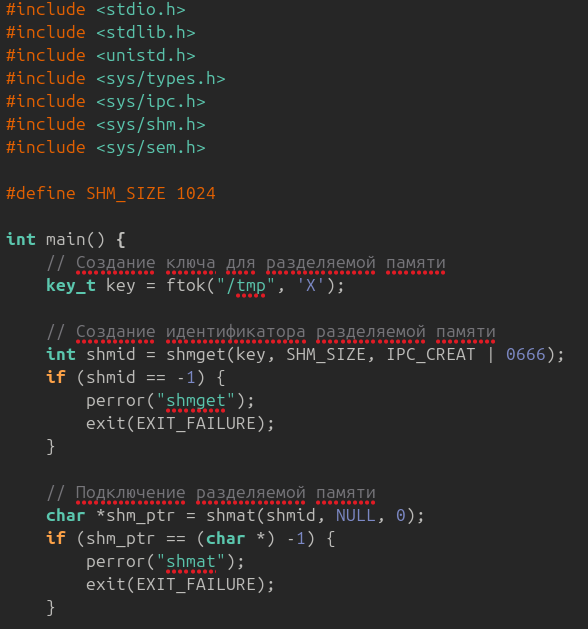 #include <stdio.h>
#include <stdlib.h>
#include <unistd.h>
#include <sys/types.h>
#include <sys/ipc.h>
#include <sys/shm.h>
#include <sys/sem.h>

#define SHM_SIZE 1024

int main() {
    // Создание ключа для разделяемой памяти
    key_t key = ftok("/tmp", 'X');

    // Создание идентификатора разделяемой памяти
    int shmid = shmget(key, SHM_SIZE, IPC_CREAT | 0666);
    if (shmid == -1) {
        perror("shmget");
        exit(EXIT_FAILURE);
    }

    // Подключение разделяемой памяти
    char *shm_ptr = shmat(shmid, NULL, 0);
    if (shm_ptr == (char *) -1) {
        perror("shmat");
        exit(EXIT_FAILURE);
    }